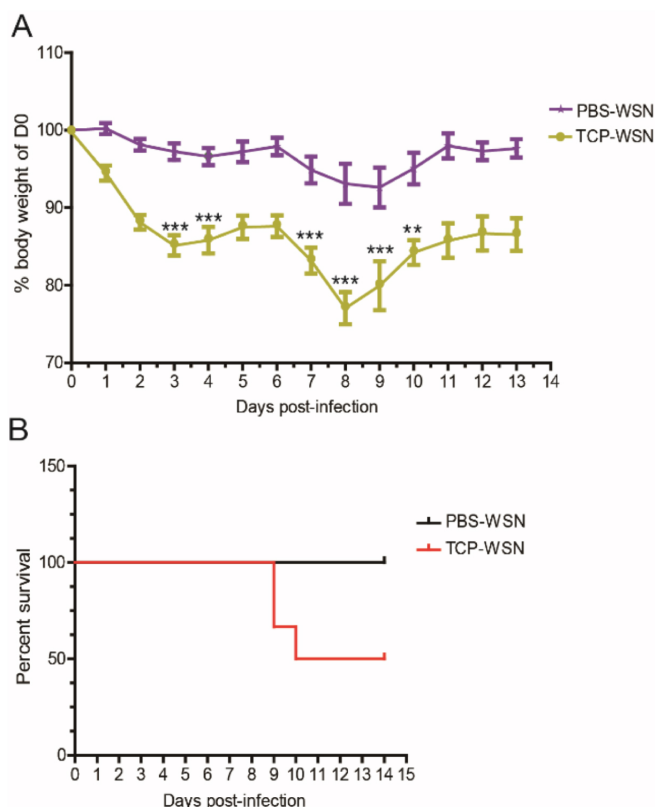 A
110
100
90
80
70
% body weight of D0
PBS-WSN
TCP-WSN
*** *** *** *** *** **
0 1 2 3 4 5 6 7 8 9 10 11 12 13 14
Days post-infection
B
150
100
50
0
Percent survival
PBS-WSN
TCP-WSN
0 1 2 3 4 5 6 7 8 9 10 11 12 13 14 15
Days post-infection